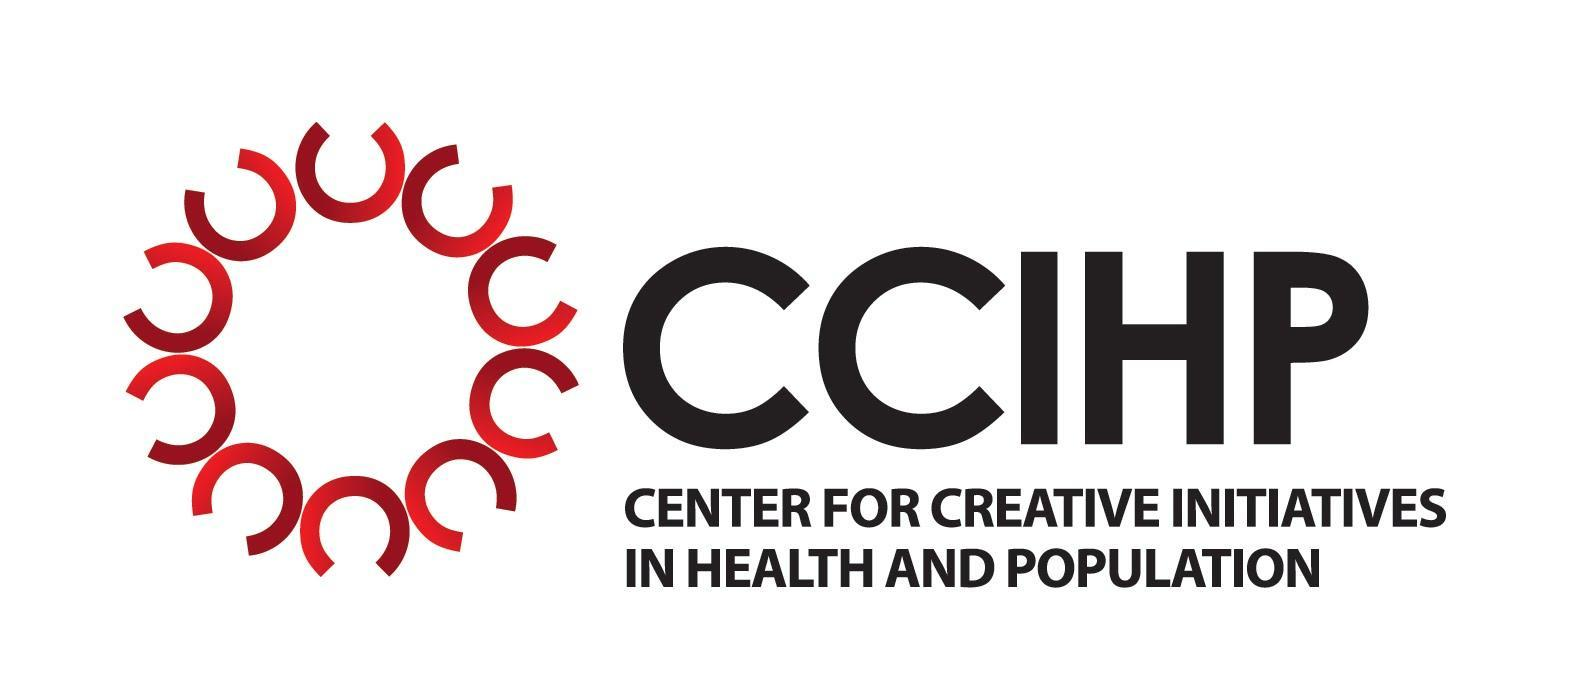 CCIHP
CENTER FOR CREATIVE INITIATIVES
IN HEALTH AND POPULATION